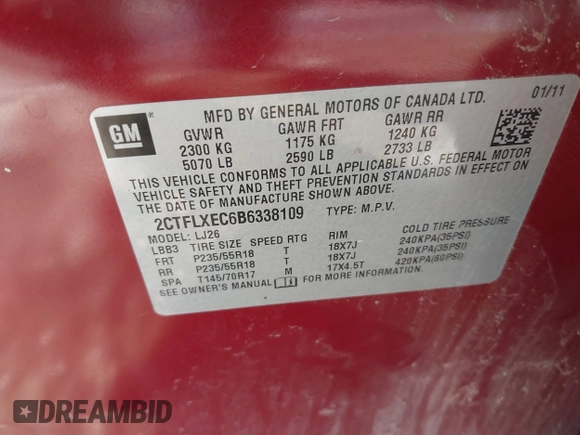 GM
®
MFD BY GENERAL MOTORS OF CANADA LTD.
01/11
GVWR GAWR FRT GAWR RR
2300 KG 1175 KG 1240 KG
5070 LB 2590 LB 2733 LB
THIS VEHICLE CONFORMS TO ALL APPLICABLE U.S. FEDERAL MOTOR
VEHICLE SAFETY AND THEFT PREVENTION STANDARDS IN EFFECT ON
THE DATE OF MANUFACTURE SHOWN ABOVE.
2CTFLXEC6B6338109 TYPE: M.P.V.
MODEL: LJ26
LBB3 TIRE SIZE SPEED RTG RIM COLD TIRE PRESSURE
FRT P235/55R18 T 18X7J 240KPA(35PSI)
RR P235/55R18 T 18X7J 240KPA(35PSI)
SPA T145/70R17 M 17X4.5T 420KPA(60PSI)
SEE OWNER'S MANUAL FOR MORE INFORMATION.
DREAMBID